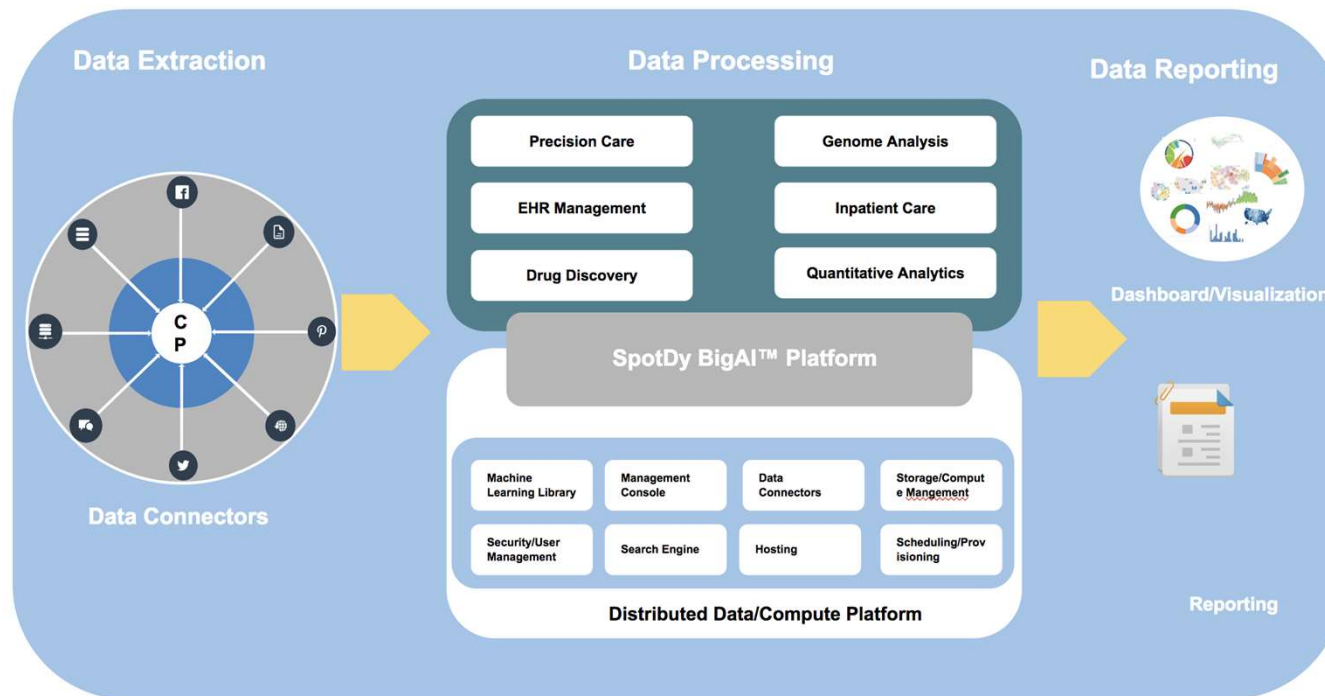 Data Extraction
Data Processing
Data Reporting
Precision Care
Genome Analysis
EHR Management
Inpatient Care
Drug Discovery
Quantitative Analytics
C
P
Data Connectors
SpotDy BigAI™ Platform
Machine
Learning Library
Management
Console
Data
Connectors
Storage/Comput
e Mangement
Security/User
Management
Search Engine
Hosting
Scheduling/Prov
isioning
Distributed Data/Compute Platform
Dashboard/Visualization
Reporting